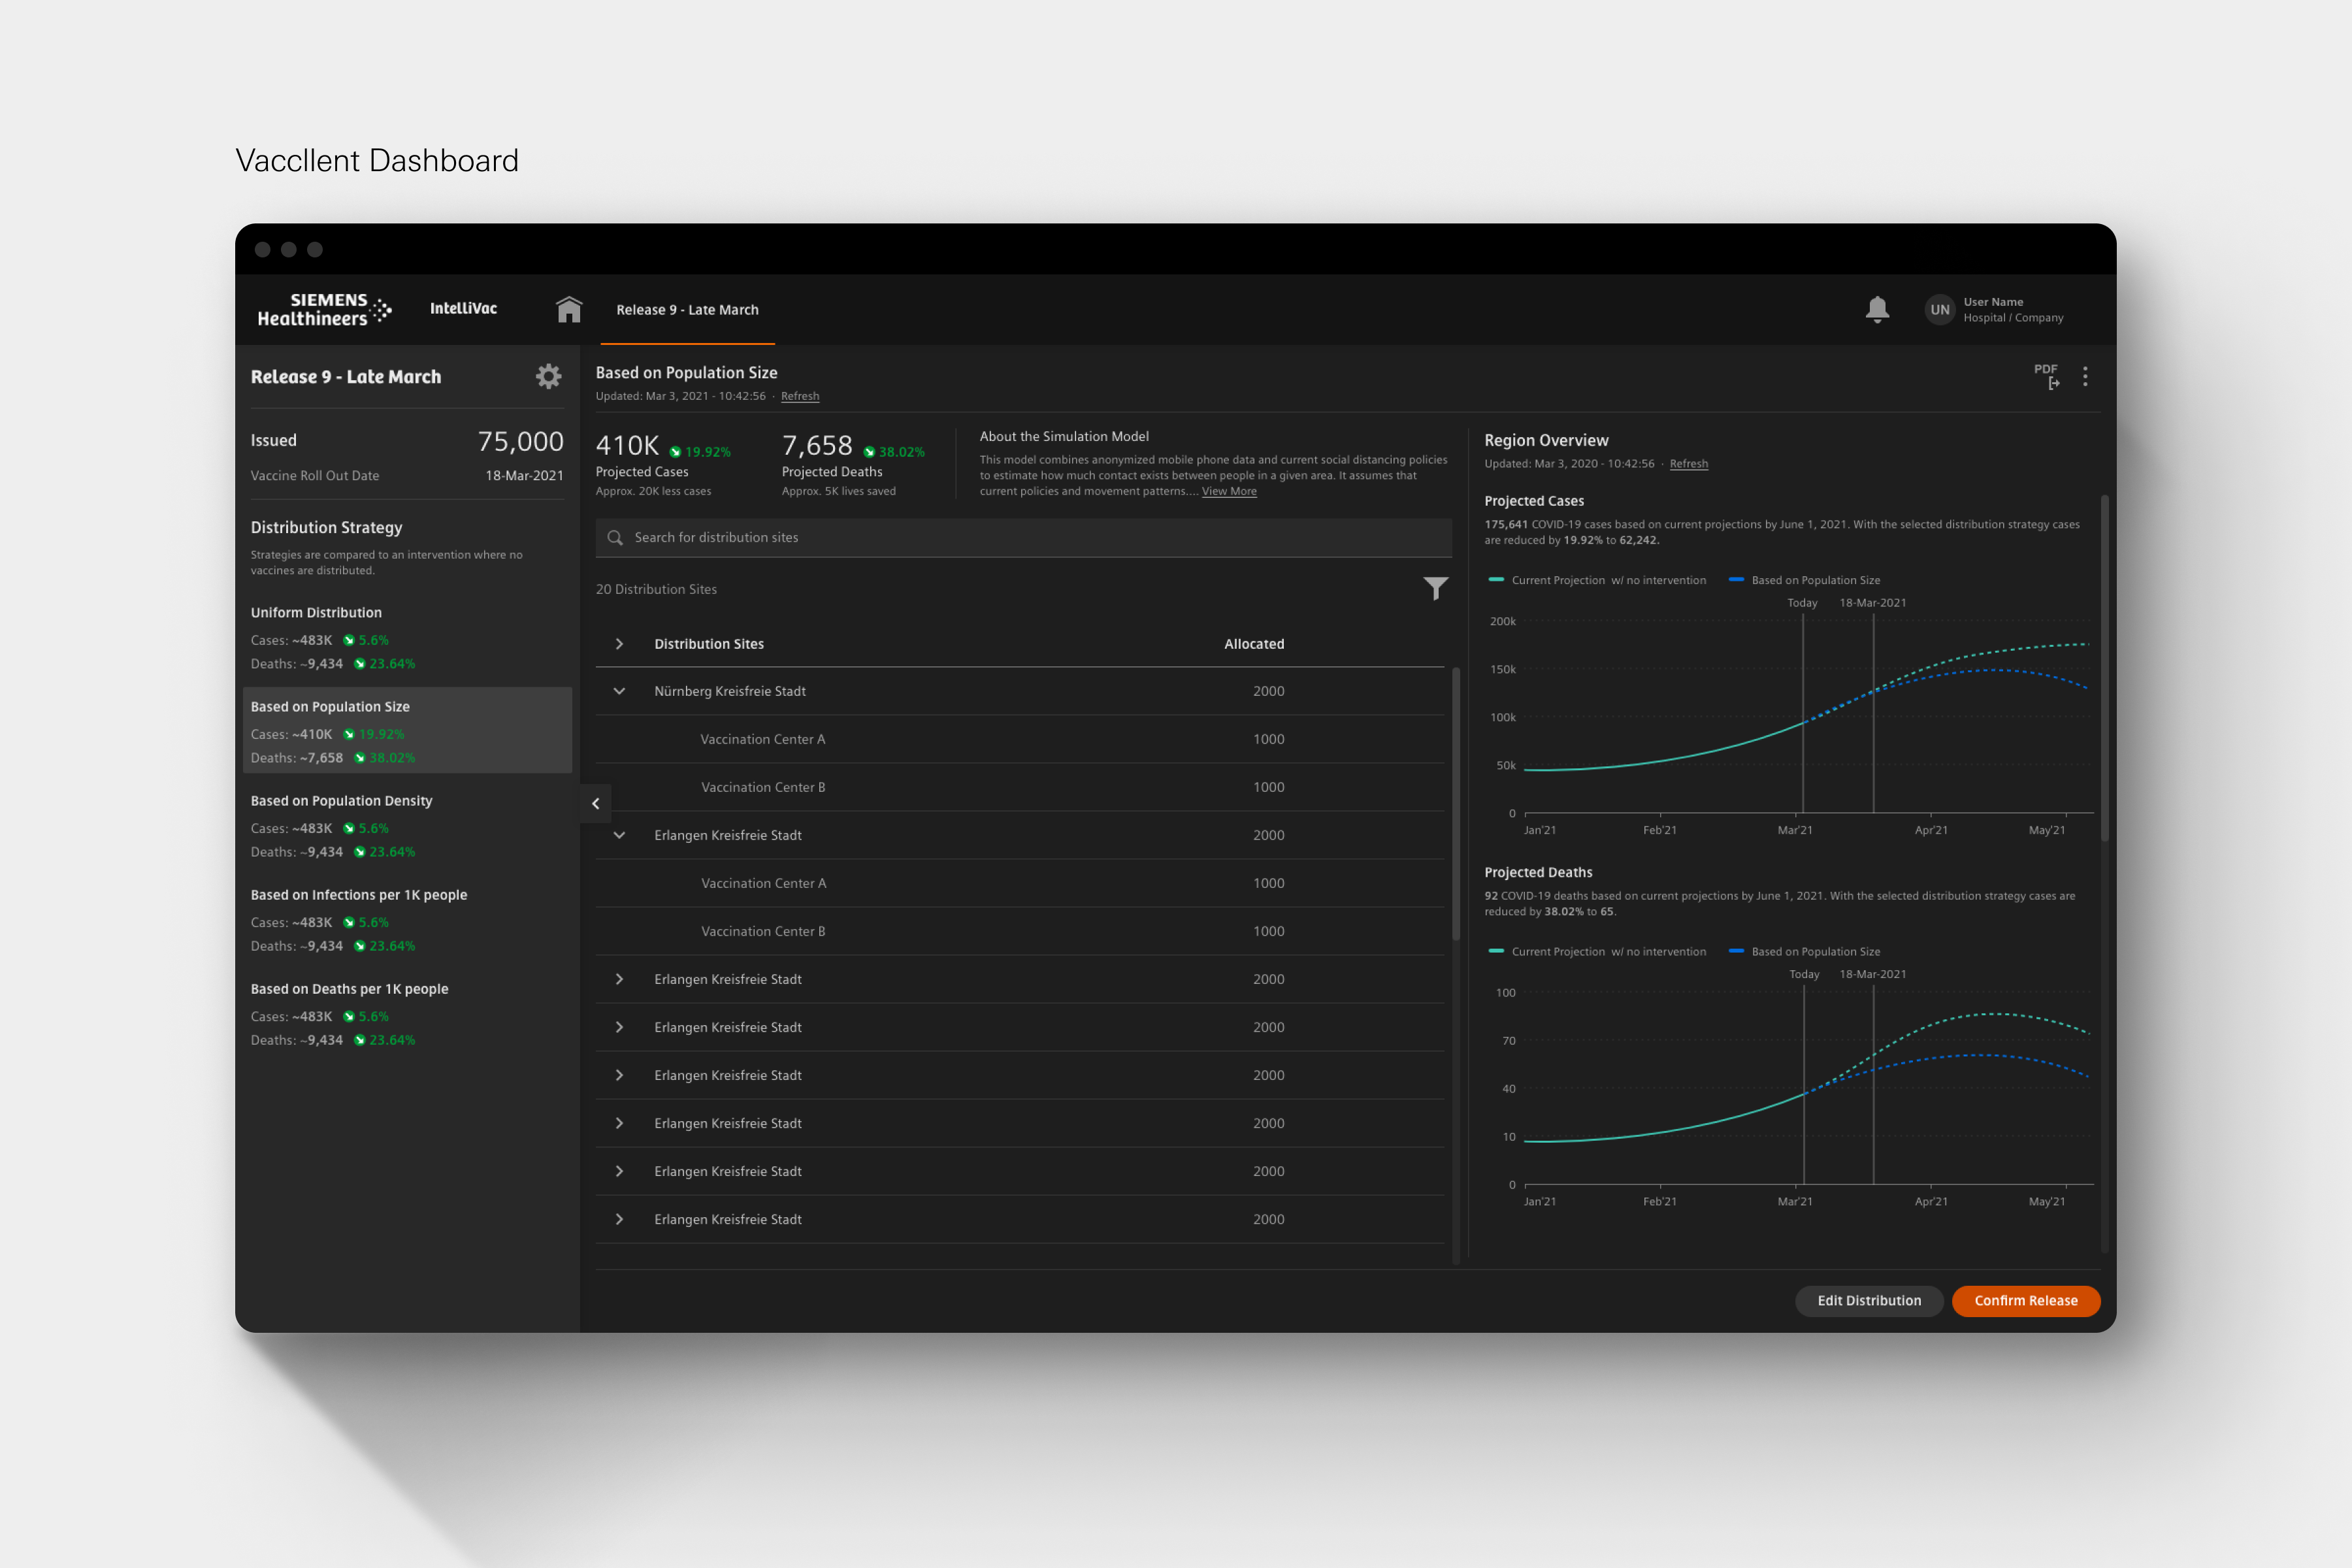 Vaccllent Dashboard
SIEMENS
Healthineers
IntelliVac
Release 9 - Late March
UN
User Name
Hospital / Company
Release 9 - Late March
Issued
75,000
Vaccine Roll Out Date
18-Mar-2021
Distribution Strategy
Strategies are compared to an intervention where no
vaccines are distributed.
Uniform Distribution
Cases: ~483K 5.6%
Deaths: ~9,434 23.64%
Based on Population Size
Cases: ~410K 19.92%
Deaths: ~7,658 38.02%
Based on Population Density
Cases: ~483K 5.6%
Deaths: ~9,434 23.64%
Based on Infections per 1K people
Cases: ~483K 5.6%
Deaths: ~9,434 23.64%
Based on Deaths per 1K people
Cases: ~483K 5.6%
Deaths: ~9,434 23.64%
Based on Population Size
Updated: Mar 3, 2021 - 10:42:56 · Refresh
PDF
410K 19.92%
Projected Cases
Approx. 20K less cases
7,658 38.02%
Projected Deaths
Approx. 5K lives saved
About the Simulation Model
This model combines anonymized mobile phone data and current social distancing policies
to estimate how much contact exists between people in a given area. It assumes that
current policies and movement patterns.... View More
Search for distribution sites
20 Distribution Sites
Distribution Sites Allocated
Nürnberg Kreisfreie Stadt 2000
Vaccination Center A 1000
Vaccination Center B 1000
Erlangen Kreisfreie Stadt 2000
Vaccination Center A 1000
Vaccination Center B 1000
Erlangen Kreisfreie Stadt 2000
Erlangen Kreisfreie Stadt 2000
Erlangen Kreisfreie Stadt 2000
Erlangen Kreisfreie Stadt 2000
Erlangen Kreisfreie Stadt 2000
Erlangen Kreisfreie Stadt 2000
Region Overview
Updated: Mar 3, 2020 - 10:42:56 · Refresh
Projected Cases
175,641 COVID-19 cases based on current projections by June 1, 2021. With the selected distribution strategy cases
are reduced by 19.92% to 62,242.
Current Projection w/ no intervention Based on Population Size
Today 18-Mar-2021
200k
150k
100k
50k
0
Jan'21 Feb'21 Mar'21 Apr'21 May'21
Projected Deaths
92 COVID-19 deaths based on current projections by June 1, 2021. With the selected distribution strategy cases are
reduced by 38.02% to 65.
Current Projection w/ no intervention Based on Population Size
Today 18-Mar-2021
100
70
40
10
0
Jan'21 Feb'21 Mar'21 Apr'21 May'21
Edit Distribution
Confirm Release